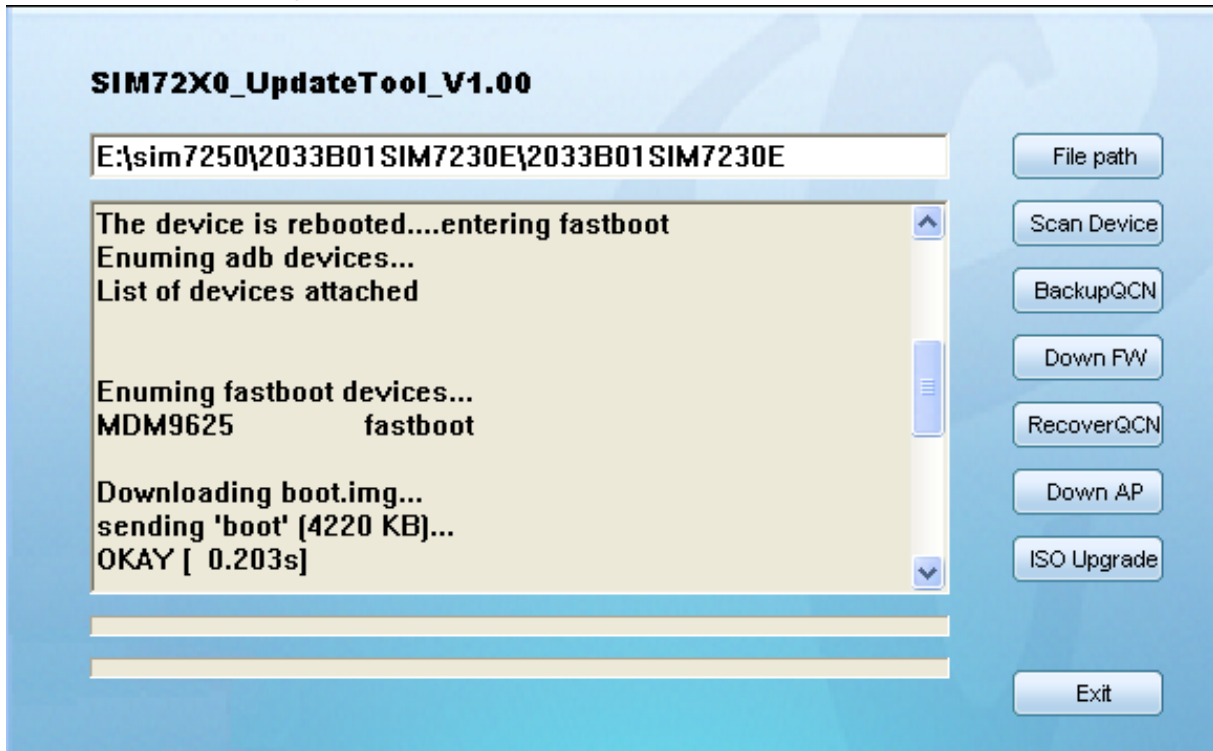 SIM72X0_UpdateTool_V1.00
E:\sim7250\2033B01SIM7230E\2033B01SIM7230E
File path
The device is rebooted....entering fastboot
Enuming adb devices...
List of devices attached
Enuming fastboot devices...
MDM9625 fastboot
Downloading boot.img...
sending 'boot' (4220 KB)...
OKAY [ 0.203s]
Scan Device
BackupQCN
Down FW
RecoverQCN
Down AP
ISO Upgrade
Exit